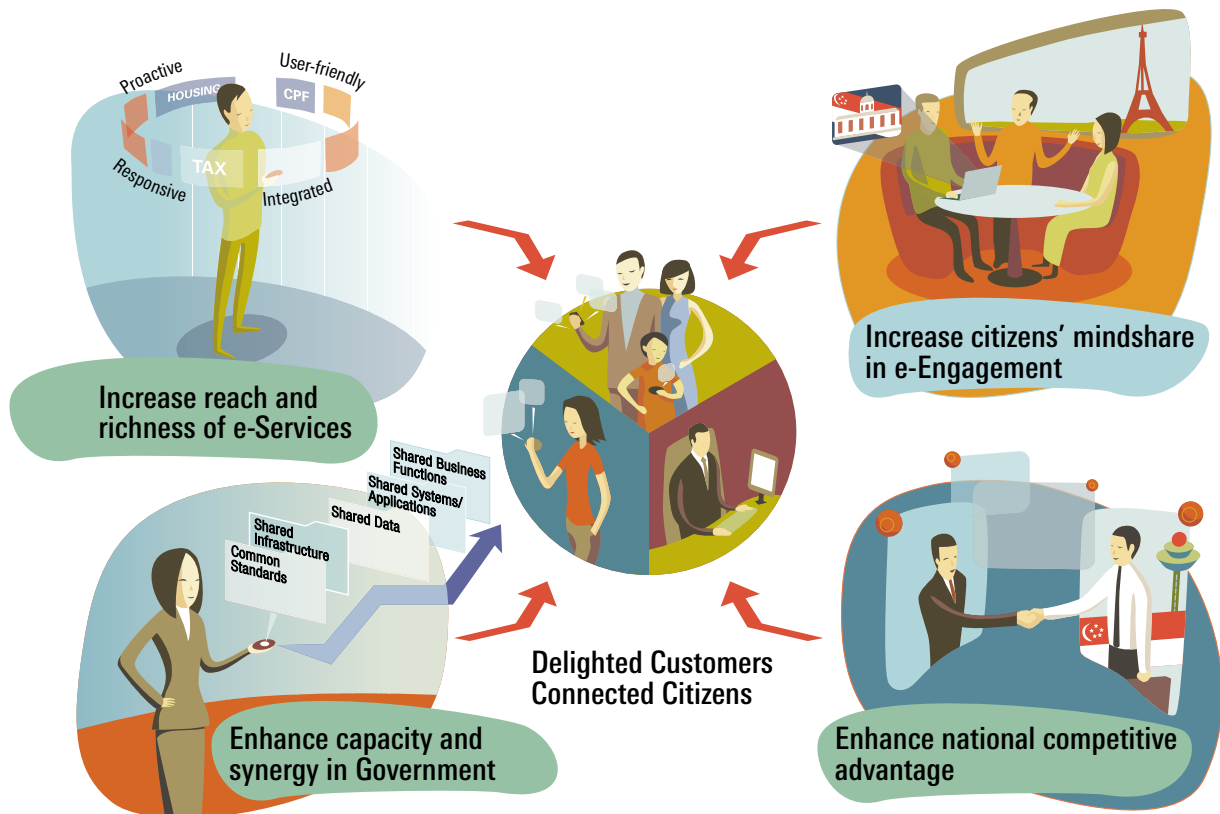 Proactive
User-friendly
HOUSING
CPF
TAX
Responsive
Integrated
Increase reach and
richness of e-Services
Increase citizens’ mindshare
in e-Engagement
Shared Business
Functions
Shared Systems/
Applications
Shared Data
Shared
Infrastructure
Common
Standards
Enhance capacity and
synergy in Government
Delighted Customers
Connected Citizens
Enhance national competitive
advantage